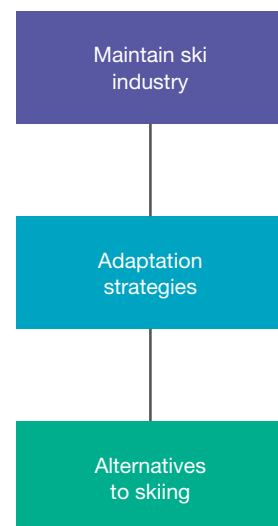 Maintain ski
industry
Adaptation
strategies
Alternatives
to skiing